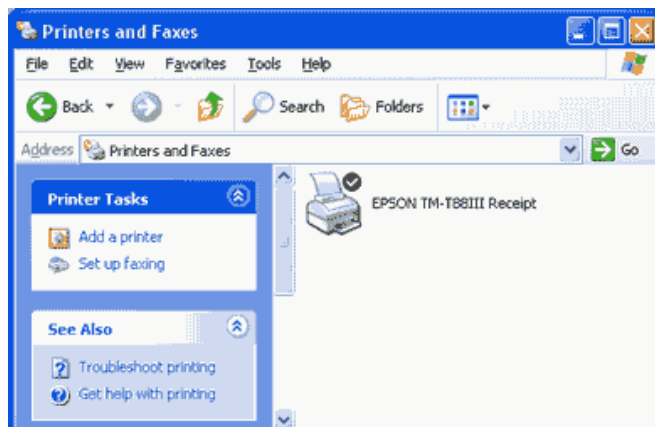 Printers and Faxes
File Edit View Favorites Tools Help
Back Search Folders
Address Printers and Faxes Go
Printer Tasks
EPSON TM-T88III Receipt
Add a printer
Set up faxing
See Also
Troubleshoot printing
Get help with printing